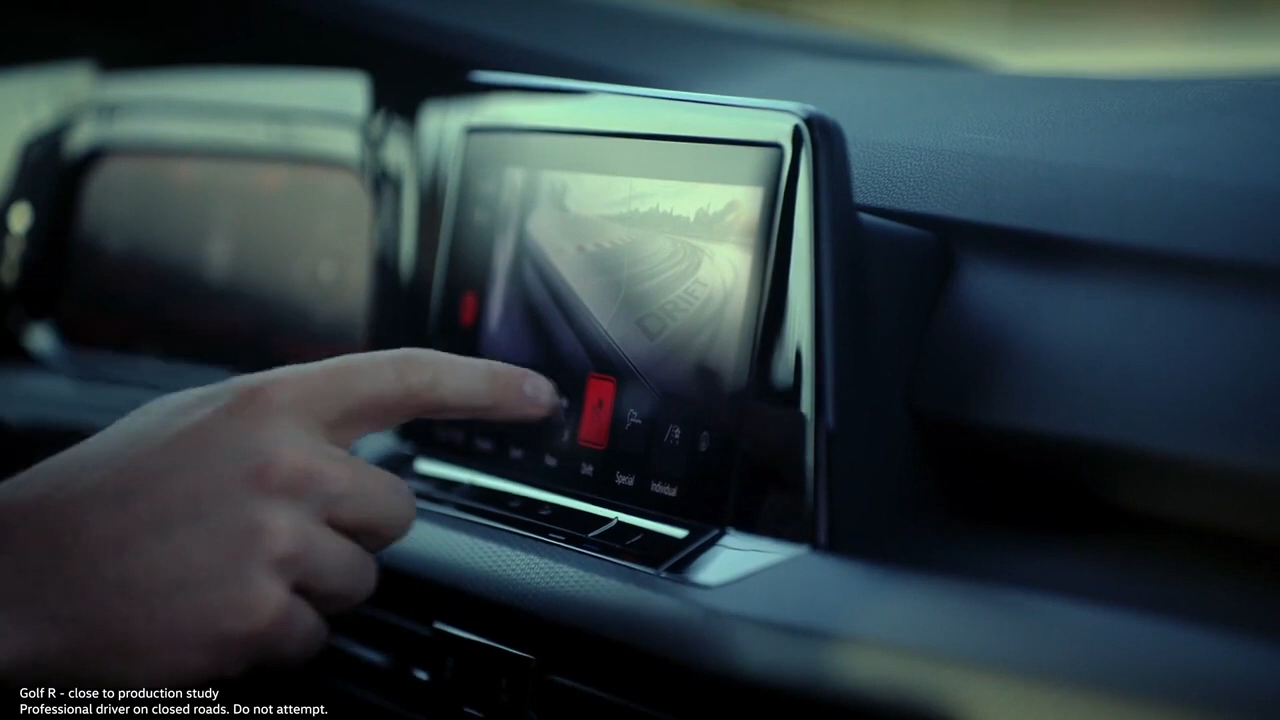 DRIFT
Drift
Special
Individual
Golf R - close to production study
Professional driver on closed roads. Do not attempt.